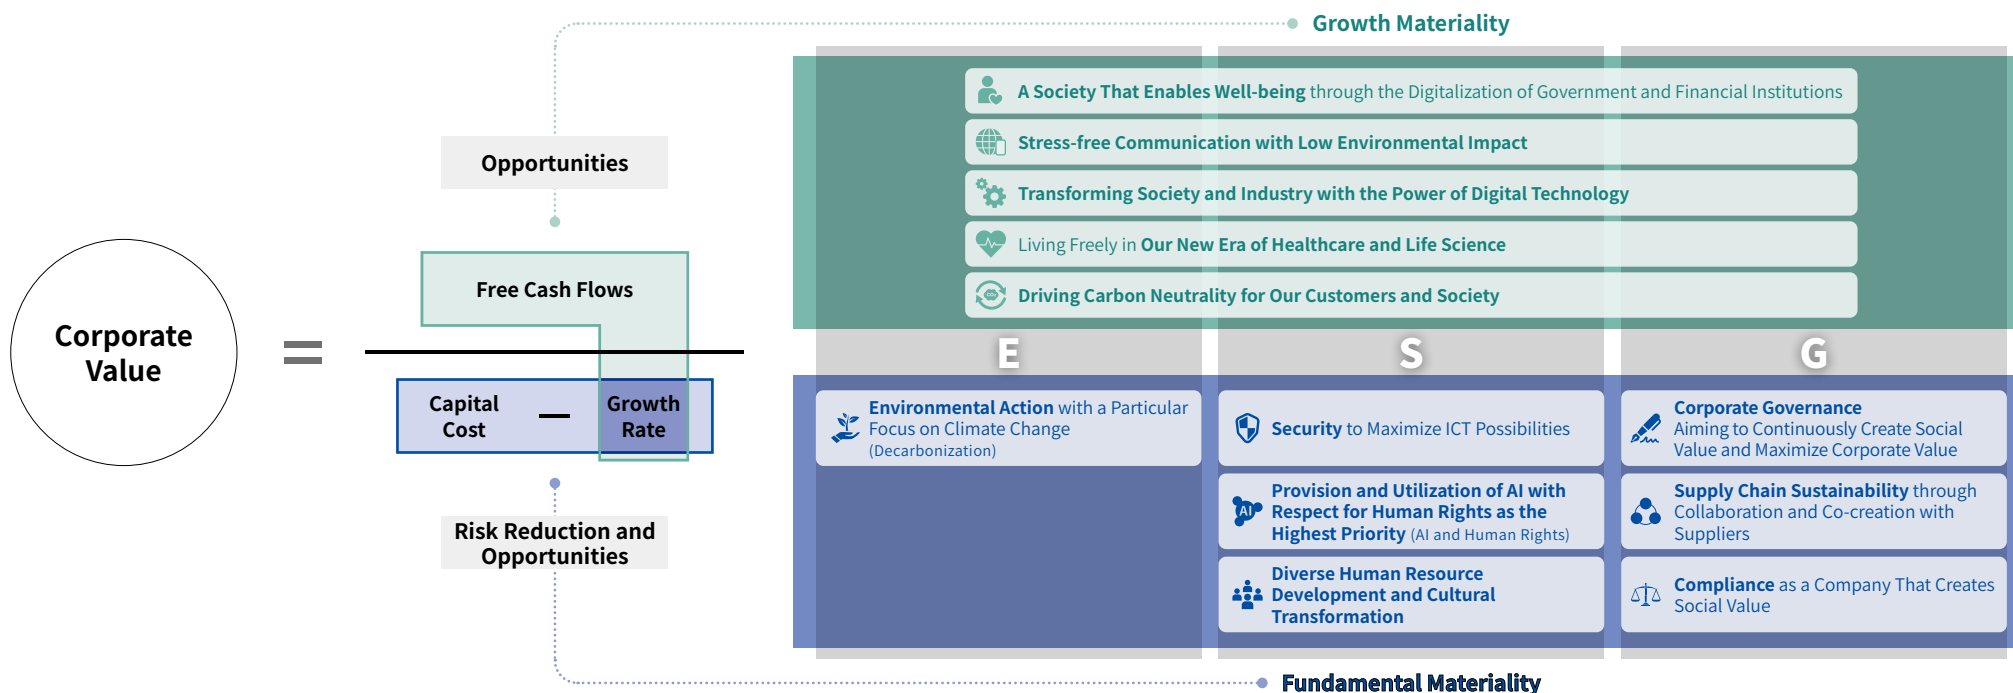 Growth Materiality
A Society That Enables Well-being through the Digitalization of Government and Financial Institutions
Stress-free Communication with Low Environmental Impact
Transforming Society and Industry with the Power of Digital Technology
Living Freely in Our New Era of Healthcare and Life Science
CO₂
Driving Carbon Neutrality for Our Customers and Society
Opportunities
Corporate
Value
=
Free Cash Flows
Capital
Cost
—
Growth
Rate
Risk Reduction and
Opportunities
E
S
G
Environmental Action with a Particular
Focus on Climate Change
(Decarbonization)
Security to Maximize ICT Possibilities
AI
Provision and Utilization of AI with
Respect for Human Rights as the
Highest Priority (AI and Human Rights)
Diverse Human Resource
Development and Cultural
Transformation
Corporate Governance
Aiming to Continuously Create Social
Value and Maximize Corporate Value
Supply Chain Sustainability through
Collaboration and Co-creation with
Suppliers
Compliance as a Company That Creates
Social Value
Fundamental Materiality